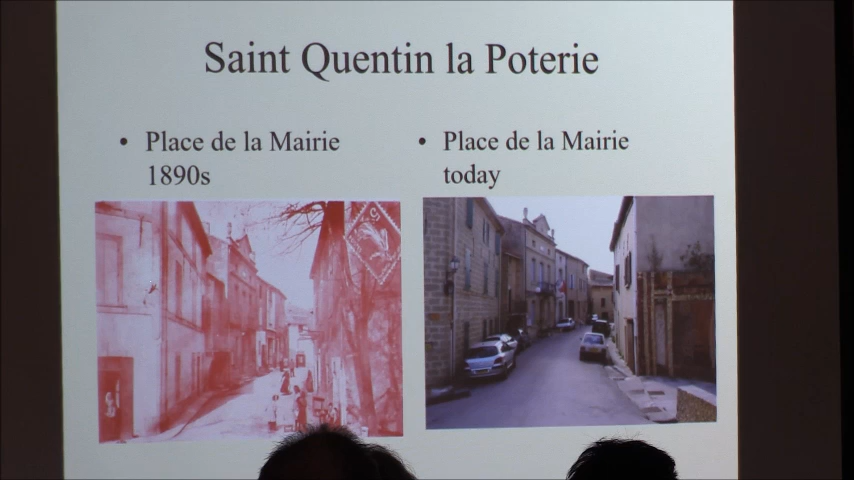 Saint Quentin la Poterie
• Place de la Mairie
1890s
• Place de la Mairie
today